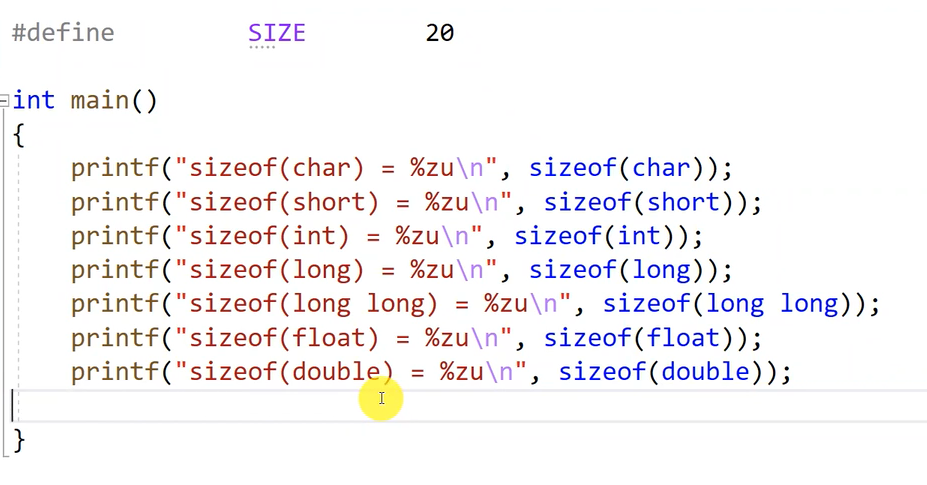 #define SIZE 20
int main()
{
printf("sizeof(char) = %zu\n", sizeof(char));
printf("sizeof(short) = %zu\n", sizeof(short));
printf("sizeof(int) = %zu\n", sizeof(int));
printf("sizeof(long) = %zu\n", sizeof(long));
printf("sizeof(long long) = %zu\n", sizeof(long long));
printf("sizeof(float) = %zu\n", sizeof(float));
printf("sizeof(double) = %zu\n", sizeof(double));
}